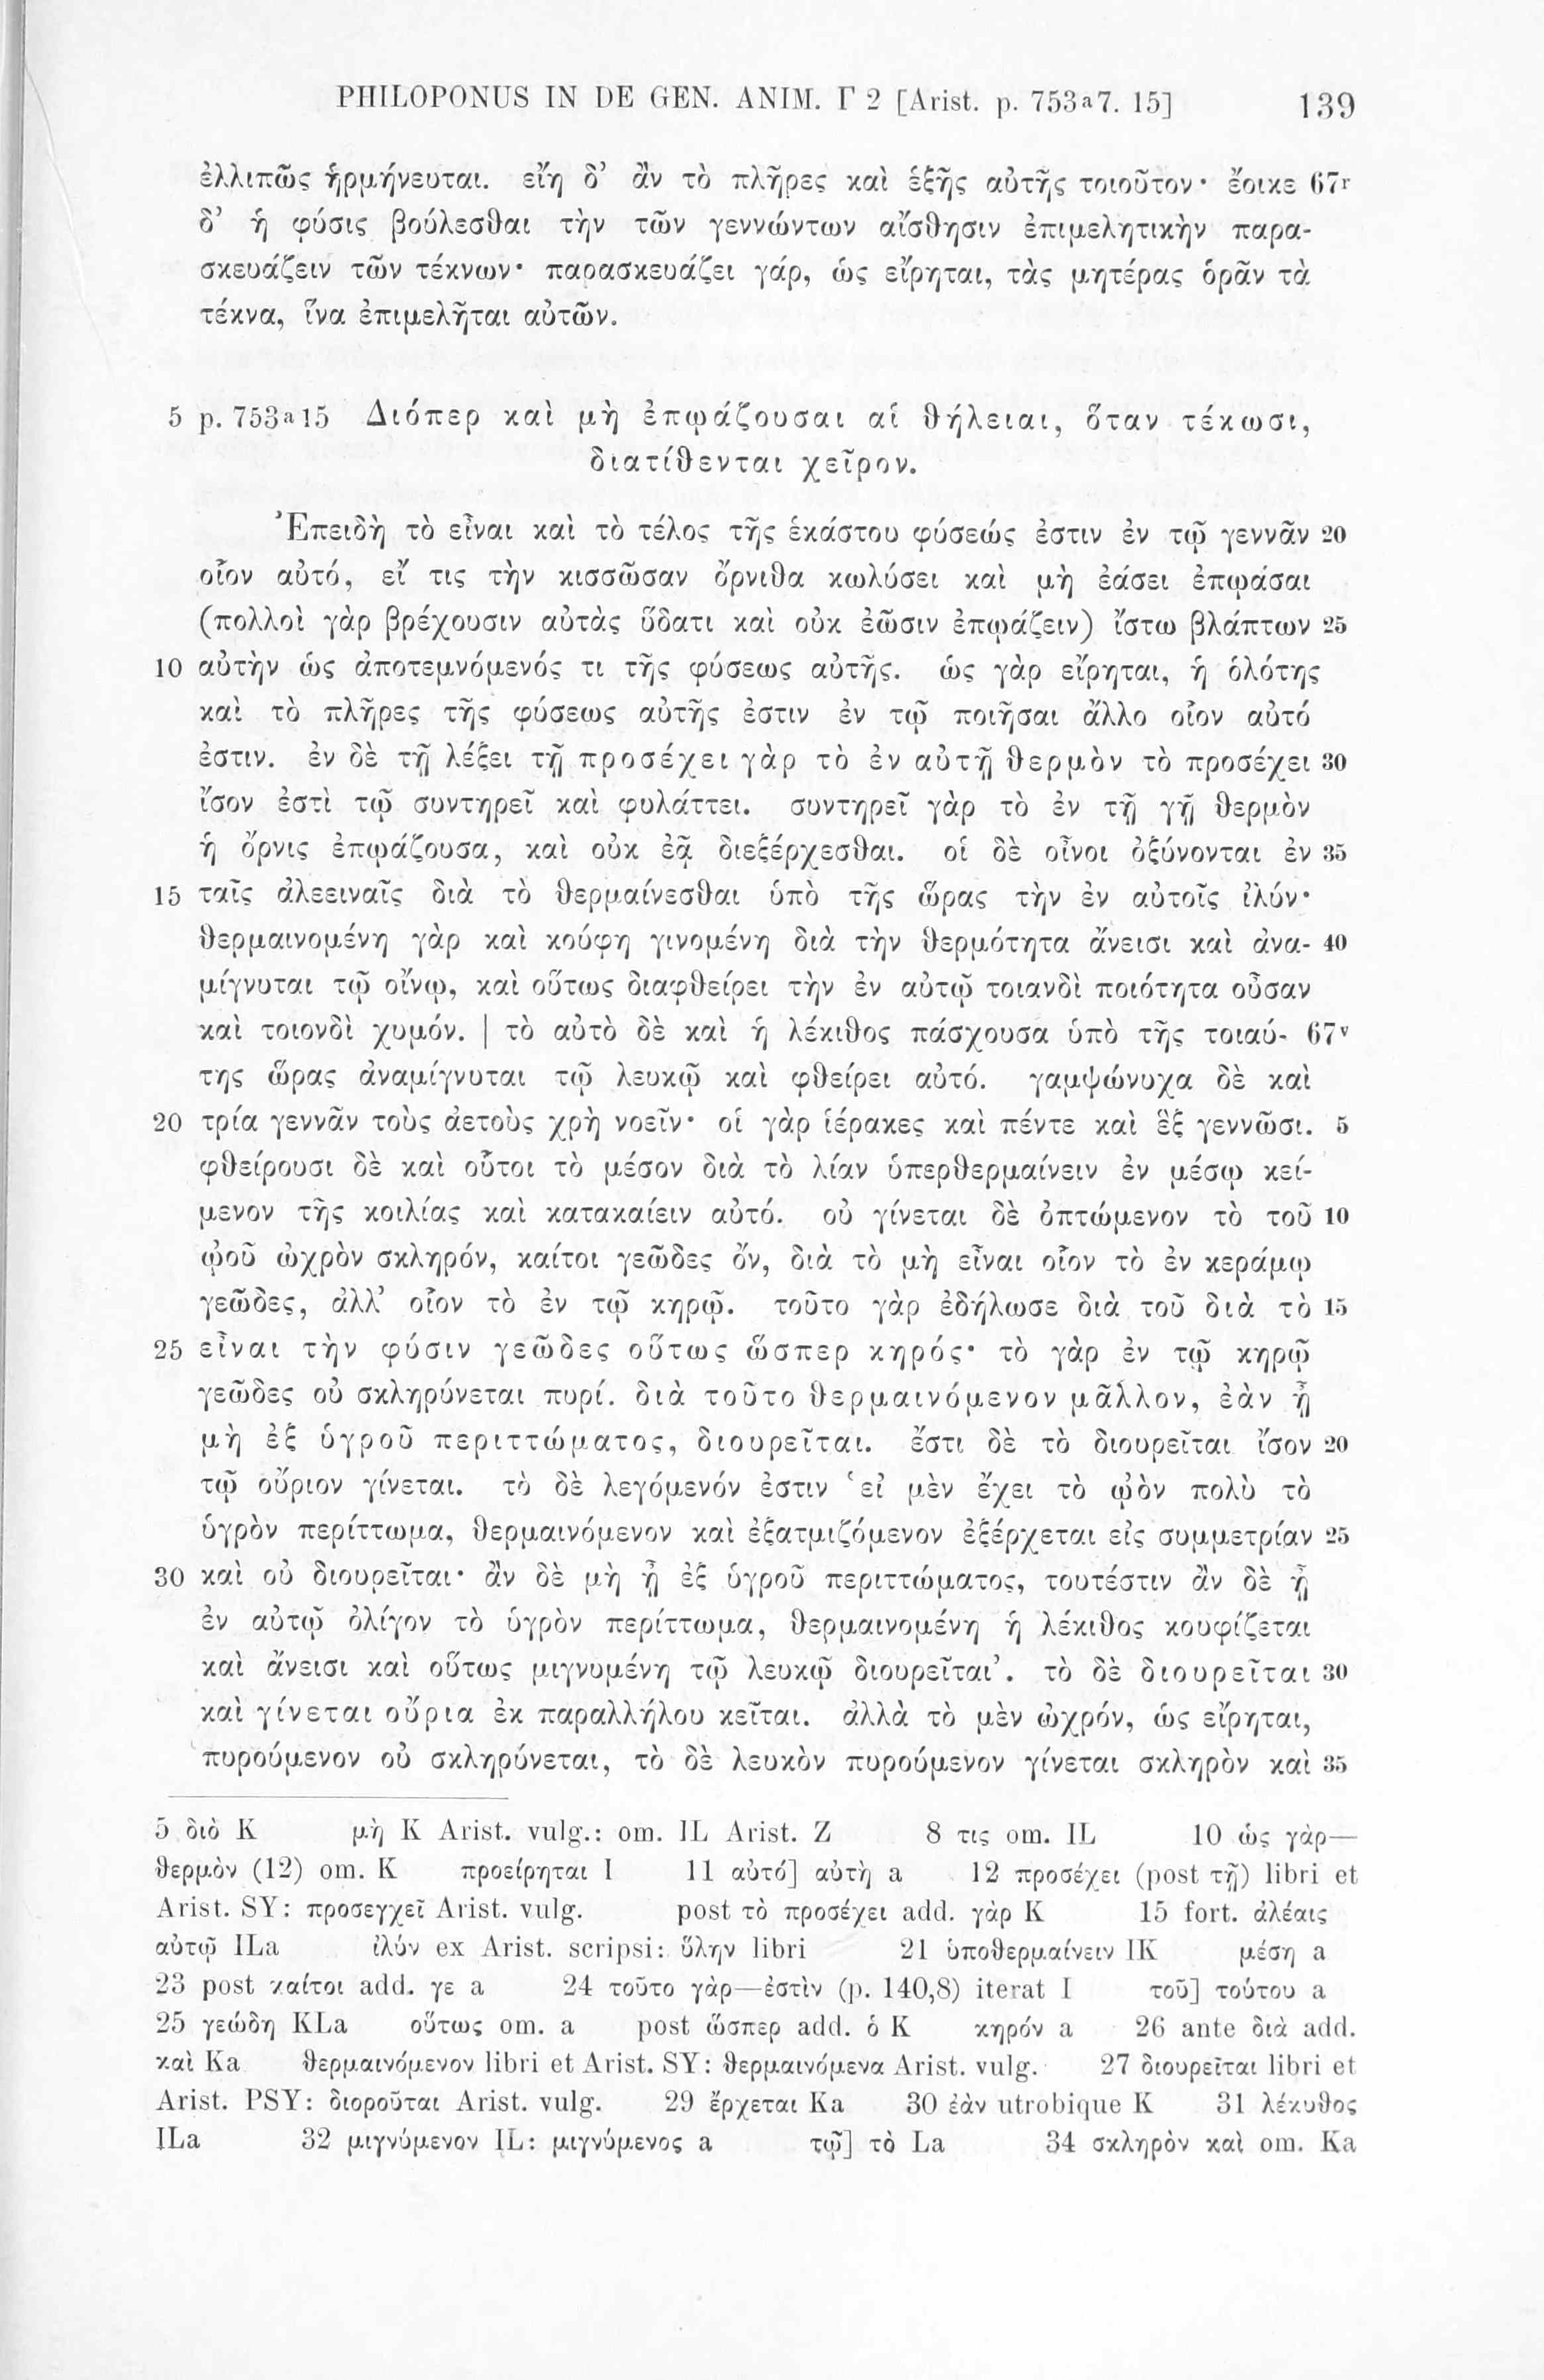 PHILOPONUS IN DE GEN. ANIM. Γ 2 [Arist. p. 753ᵃ7. 15] 139
ἐλλιπῶς ἡρμήνευται. εἴη δ’ ἂν τὸ πλῆρες καὶ ἑξῆς αὐτῆς τοιοῦτον· ἔοικε 67ʳ
δ’ ἡ φύσις βούλεσθαι τὴν τῶν γεννώντων αἴσθησιν ἐπιμελητικὴν παρα-
σκευάζειν τῶν τέκνων· παρασκευάζει γάρ, ὡς εἴρηται, τὰς μητέρας ὁρᾶν τὰ
τέκνα, ἵνα ἐπιμελῆται αὐτῶν.
5 p. 753ᵃ15 Διόπερ καὶ μὴ ἐπῳάζουσαι αἱ θήλειαι, ὅταν τέκωσι,
διατίθενται χεῖρον.
Ἐπειδὴ τὸ εἶναι καὶ τὸ τέλος τῆς ἑκάστου φύσεώς ἐστιν ἐν τῷ γεννᾶν 20
οἷον αὐτό, εἴ τις τὴν κισσῶσαν ὄρνιθα κωλύσει καὶ μὴ ἐάσει ἐπῳάσαι
(πολλοὶ γὰρ βρέχουσιν αὐτὰς ὕδατι καὶ οὐκ ἐῶσιν ἐπῳάζειν) ἴστω βλάπτων 25
10 αὐτὴν ὡς ἀποτεμνόμενός τι τῆς φύσεως αὐτῆς. ὡς γὰρ εἴρηται, ἡ ὁλότης
καὶ τὸ πλῆρες τῆς φύσεως αὐτῆς ἐστιν ἐν τῷ ποιῆσαι ἄλλο οἷον αὐτό
ἐστιν. ἐν δὲ τῇ λέξει τῇ προσέχει γὰρ τὸ ἐν αὐτῇ θερμὸν τὸ προσέχει 30
ἴσον ἐστὶ τῷ συντηρεῖ καὶ φυλάττει. συντηρεῖ γὰρ τὸ ἐν τῇ γῇ θερμὸν
ἡ ὄρνις ἐπῳάζουσα, καὶ οὐκ ἐᾷ διεξέρχεσθαι. οἱ δὲ οἶνοι ὀξύνονται ἐν 35
15 ταῖς ἀλεειναῖς διὰ τὸ θερμαίνεσθαι ὑπὸ τῆς ὥρας τὴν ἐν αὐτοῖς ἰλύν·
θερμαινομένη γὰρ καὶ κούφη γινομένη διὰ τὴν θερμότητα ἄνεισι καὶ ἀνα- 40
μίγνυται τῷ οἴνῳ, καὶ οὕτως διαφθείρει τὴν ἐν αὐτῷ τοιανδὶ ποιότητα οὖσαν
καὶ τοιονδὶ χυμόν. | τὸ αὐτὸ δὲ καὶ ἡ λέκιθος πάσχουσα ὑπὸ τῆς τοιαύ- 67ᵛ
της ὥρας ἀναμίγνυται τῷ λευκῷ καὶ φθείρει αὐτό. γαμψώνυχα δὲ καὶ
20 τρία γεννᾶν τοὺς ἀετοὺς χρὴ νοεῖν· οἱ γὰρ ἱέρακες καὶ πέντε καὶ ἓξ γεννῶσι. 5
φθείρουσι δὲ καὶ οὗτοι τὸ μέσον διὰ τὸ λίαν ὑπερθερμαίνειν ἐν μέσῳ κεί-
μενον τῆς κοιλίας καὶ κατακαίειν αὐτό. οὐ γίνεται δὲ ὀπτώμενον τὸ τοῦ 10
ᾠοῦ ὠχρὸν σκληρόν, καίτοι γεῶδες ὄν, διὰ τὸ μὴ εἶναι οἷον τὸ ἐν κεράμῳ
γεῶδες, ἀλλ’ οἷον τὸ ἐν τῷ κηρῷ. τοῦτο γὰρ ἐδήλωσε διὰ τοῦ διὰ τὸ 15
25 εἶναι τὴν φύσιν γεῶδες οὕτως ὥσπερ κηρός· τὸ γὰρ ἐν τῷ κηρῷ
γεῶδες οὐ σκληρύνεται πυρί. διὰ τοῦτο θερμαινόμενον μᾶλλον, ἐὰν ᾖ
μὴ ἐξ ὑγροῦ περιττώματος, διουρεῖται. ἔστι δὲ τὸ διουρεῖται ἴσον 20
τῷ οὔριον γίνεται. τὸ δὲ λεγόμενόν ἐστιν ‘εἰ μὲν ἔχει τὸ ᾠὸν πολὺ τὸ
ὑγρὸν περίττωμα, θερμαινόμενον καὶ ἐξατμιζόμενον ἐξέρχεται εἰς συμμετρίαν 25
30 καὶ οὐ διουρεῖται· ἂν δὲ μὴ ᾖ ἐξ ὑγροῦ περιττώματος, τουτέστιν ἂν δὲ ᾖ
ἐν αὐτῷ ὀλίγον τὸ ὑγρὸν περίττωμα, θερμαινομένη ἡ λέκιθος κουφίζεται
καὶ ἄνεισι καὶ οὕτως μιγνυμένη τῷ λευκῷ διουρεῖται’. τὸ δὲ διουρεῖται 30
καὶ γίνεται οὔρια ἐκ παραλλήλου κεῖται. ἀλλὰ τὸ μὲν ὠχρόν, ὡς εἴρηται,
πυρούμενον οὐ σκληρύνεται, τὸ δὲ λευκὸν πυρούμενον γίνεται σκληρὸν καὶ 35
5 διὸ K μὴ K Arist. vulg.: om. IL Arist. Z 8 τις om. IL 10 ὡς γὰρ—
θερμὸν (12) om. K προείρηται I 11 αὐτό] αὐτὴ a 12 προσέχει (post τῇ) libri et
Arist. SY: προσεγχεῖ Arist. vulg. post τὸ προσέχει add. γὰρ K 15 fort. ἀλέαις
αὐτῷ ILa ἰλύν ex Arist. scripsi: ὕλην libri 21 ὑποθερμαίνειν IK μέση a
23 post καίτοι add. γε a 24 τοῦτο γὰρ—ἐστὶν (p. 140,8) iterat I τοῦ] τούτου a
25 γεώδη KLa οὕτως om. a post ὥσπερ add. ὁ K κηρόν a 26 ante διὰ add.
καὶ Ka θερμαινόμενον libri et Arist. SY: θερμαινόμενα Arist. vulg. 27 διουρεῖται libri et
Arist. PSY: διοροῦται Arist. vulg. 29 ἔρχεται Ka 30 ἐὰν utrobique K 31 λέκυθος
ILa 32 μιγνύμενον IL: μιγνύμενος a τῷ] τὸ La 34 σκληρὸν καὶ om. Ka